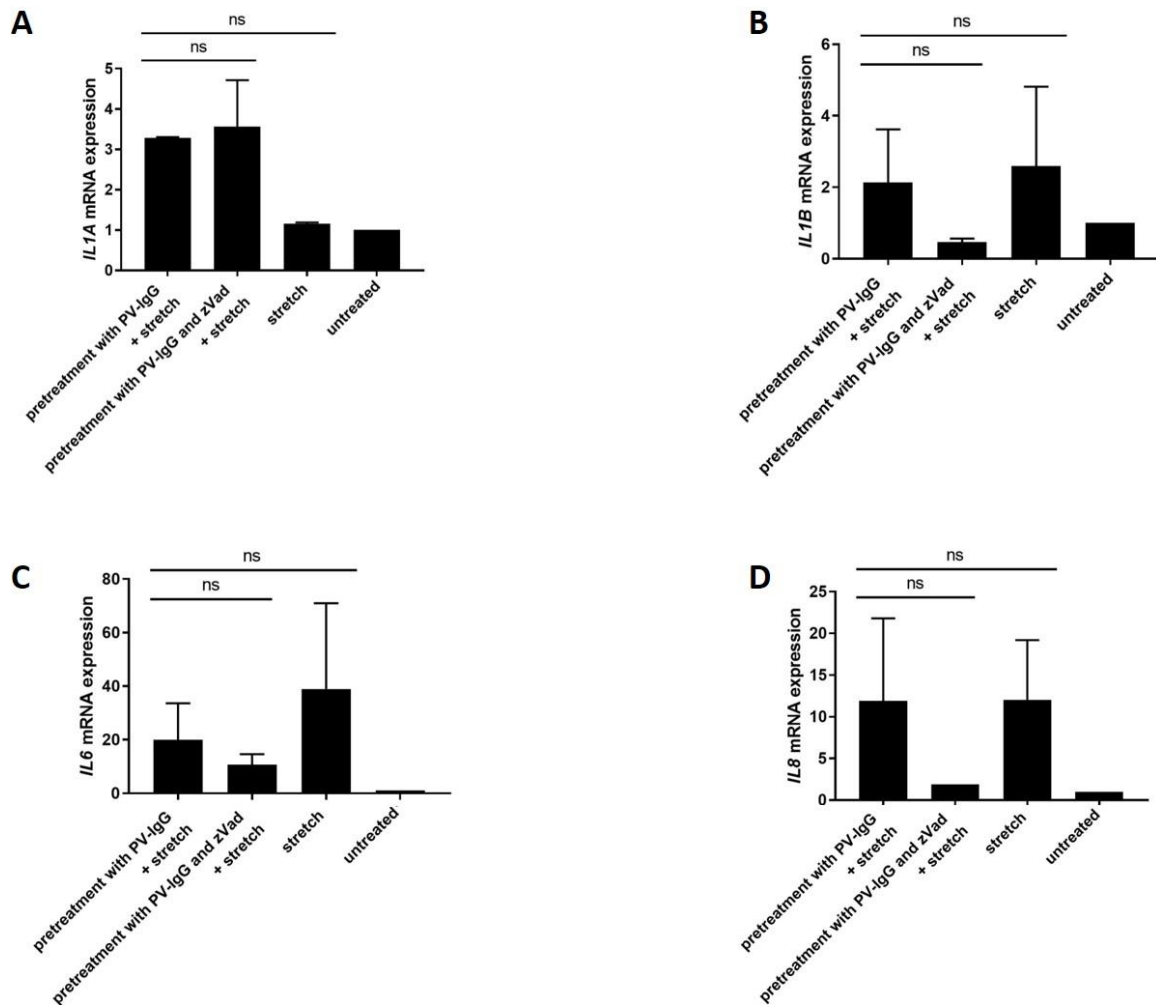 A
ns
ns
IL1A mRNA expression
5
4
3
2
1
0
pretreatment with PV-IgG
+ stretch
pretreatment with PV-IgG and zVad
+ stretch
stretch
untreated
B
ns
ns
IL1B mRNA expression
6
4
2
0
pretreatment with PV-IgG
+ stretch
pretreatment with PV-IgG and zVad
+ stretch
stretch
untreated
C
ns
ns
IL6 mRNA expression
80
60
40
20
0
pretreatment with PV-IgG
+ stretch
pretreatment with PV-IgG and zVad
+ stretch
stretch
untreated
D
ns
ns
IL8 mRNA expression
25
20
15
10
5
0
pretreatment with PV-IgG
+ stretch
pretreatment with PV-IgG and zVad
+ stretch
stretch
untreated